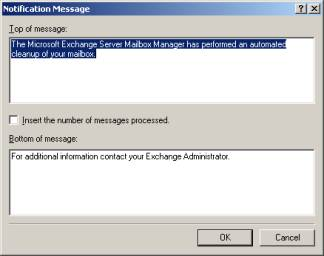 Notification Message
Top of message:
The Microsoft Exchange Server Mailbox Manager has performed an automated
cleanup of your mailbox.
Insert the number of messages processed.
Bottom of message:
For additional information contact your Exchange Administrator.
OK Cancel